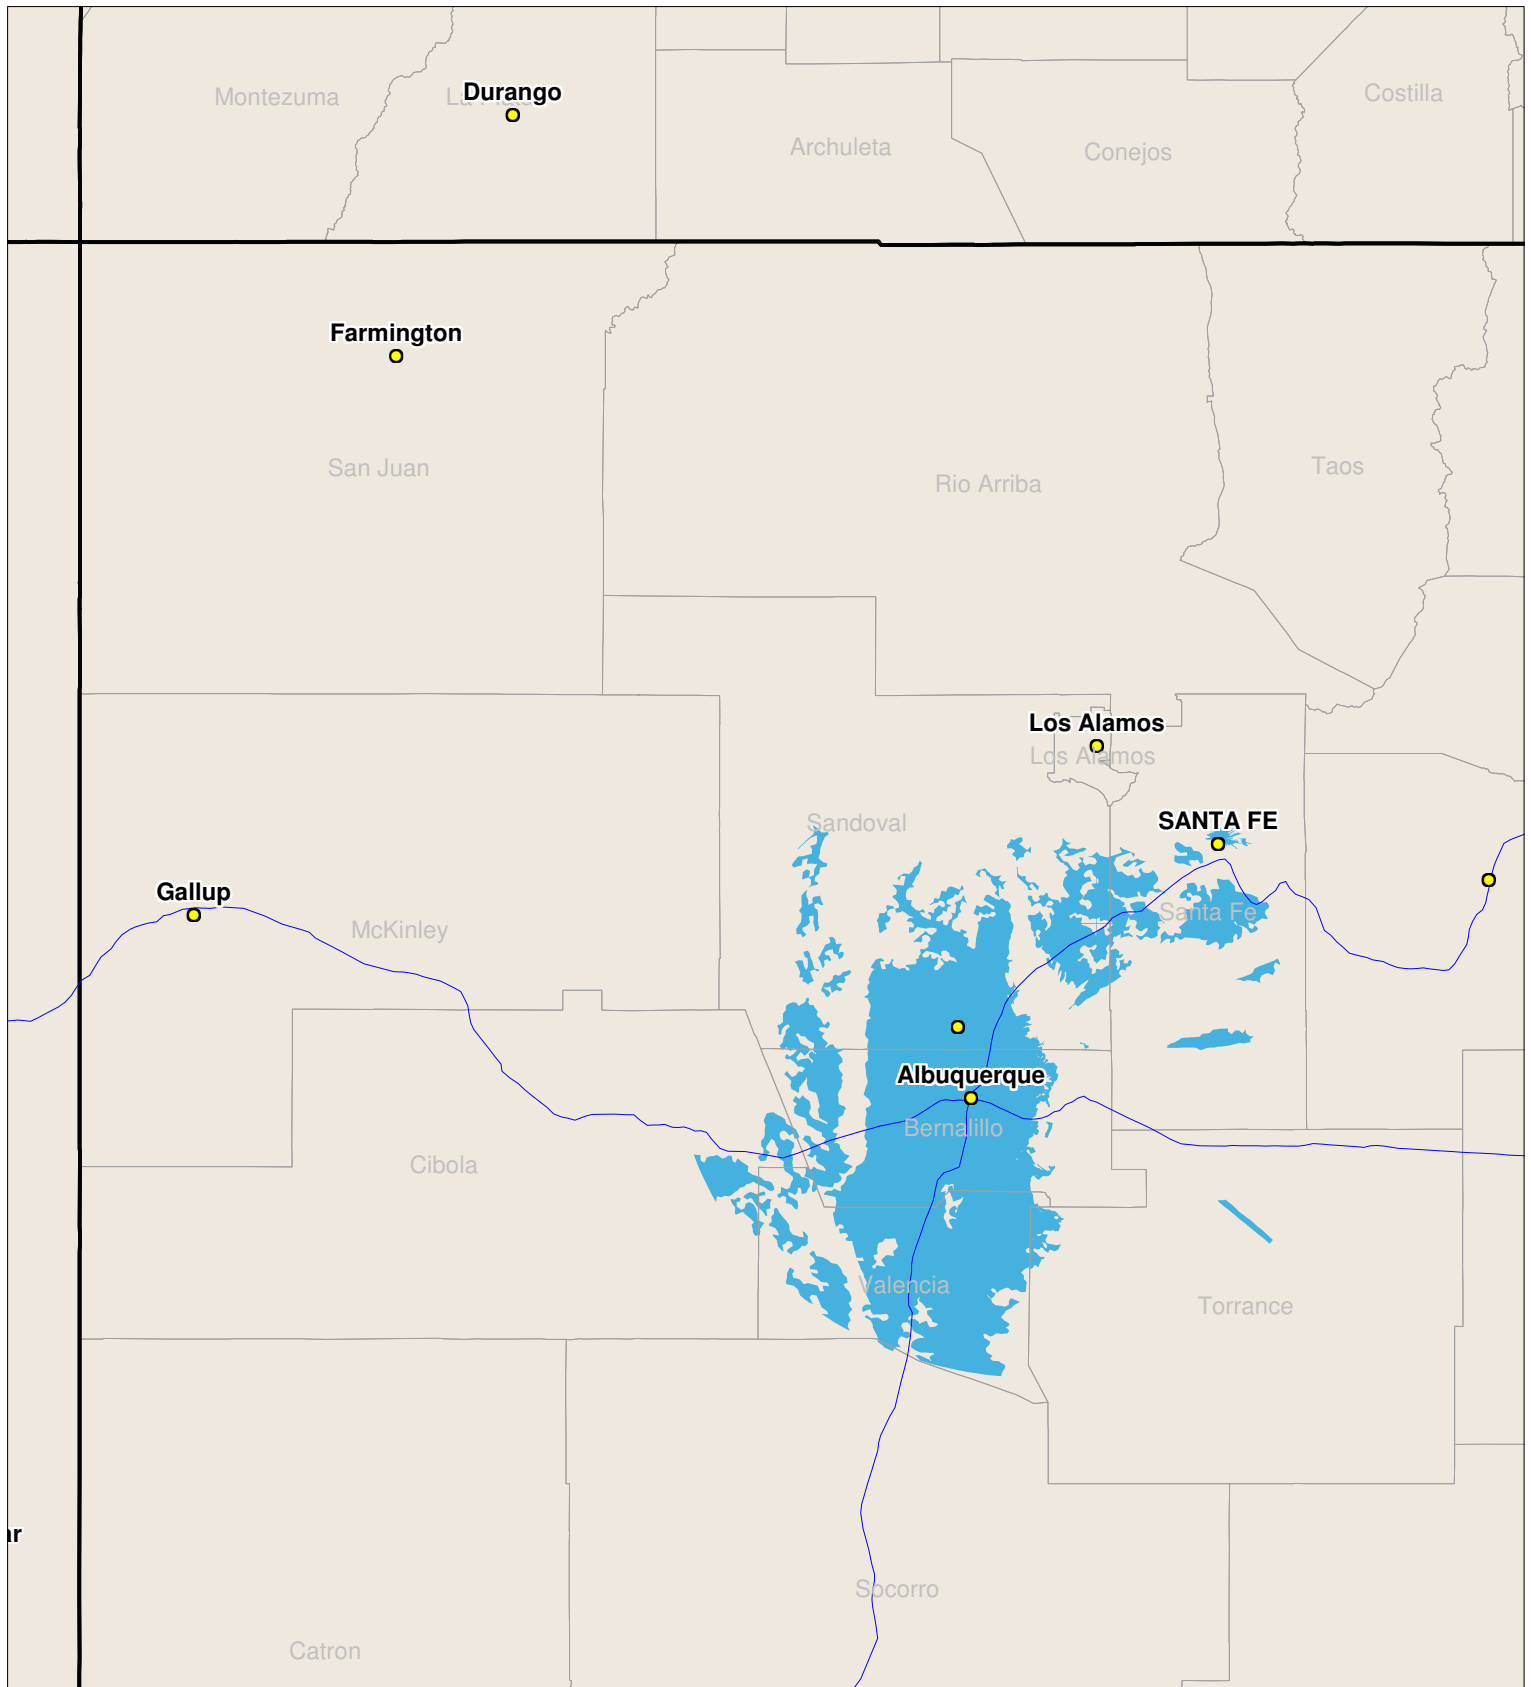 Durango
Montezuma
Costilla
Archuleta
Conejos
Farmington
San Juan
Taos
Rio Arriba
Los Alamos
Los Alamos
SANTA FE
Sandoval
Gallup
Santa Fe
McKinley
Albuquerque
Bernalillo
Cibola
Valencia
Torrance
ar
Socorro
Catron